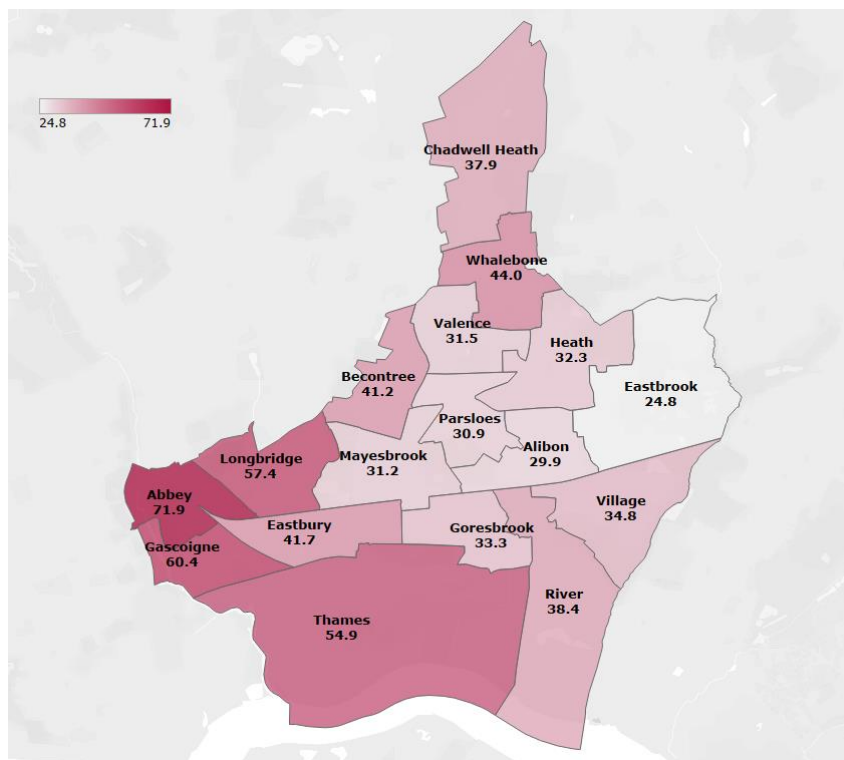 24.8 71.9
Chadwell Heath
37.9
Whalebone
44.0
Valence
31.5
Heath
32.3
Becontree
41.2
Eastbrook
24.8
Parsloes
30.9
Alibon
29.9
Longbridge
57.4
Mayesbrook
31.2
Abbey
71.9
Village
34.8
Eastbury
41.7
Goresbrook
33.3
Gascoigne
60.4
River
38.4
Thames
54.9